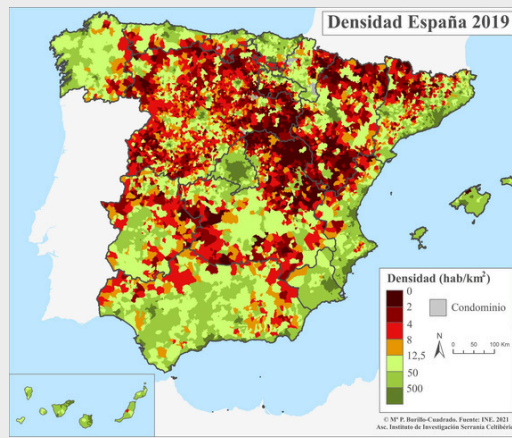 Densidad España 2019
Densidad (hab/km²)
0
2
4
8
12,5
50
500
Condominio
N
0 50 100 Km
© Mª P. Burillo-Cuadrado. Fuente: INE. 2021
Asc. Instituto de Investigación Serranía Celtibérica